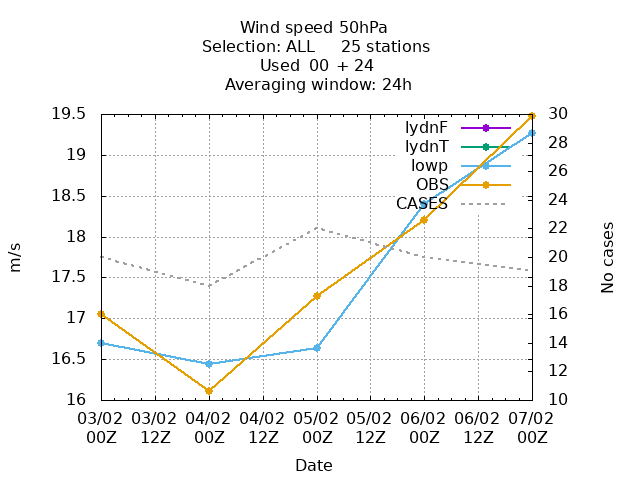 Wind speed 50hPa
Selection: ALL 25 stations
Used 00 + 24
Averaging window: 24h
19.5
19
18.5
18
17.5
17
16.5
16
m/s
lydnF
lydnT
lowp
OBS
CASES
30
28
26
24
22
20
18
16
14
12
10
No cases
03/02 03/02 04/02 04/02 05/02 05/02 06/02 06/02 07/02
00Z 12Z 00Z 12Z 00Z 12Z 00Z 12Z 00Z
Date